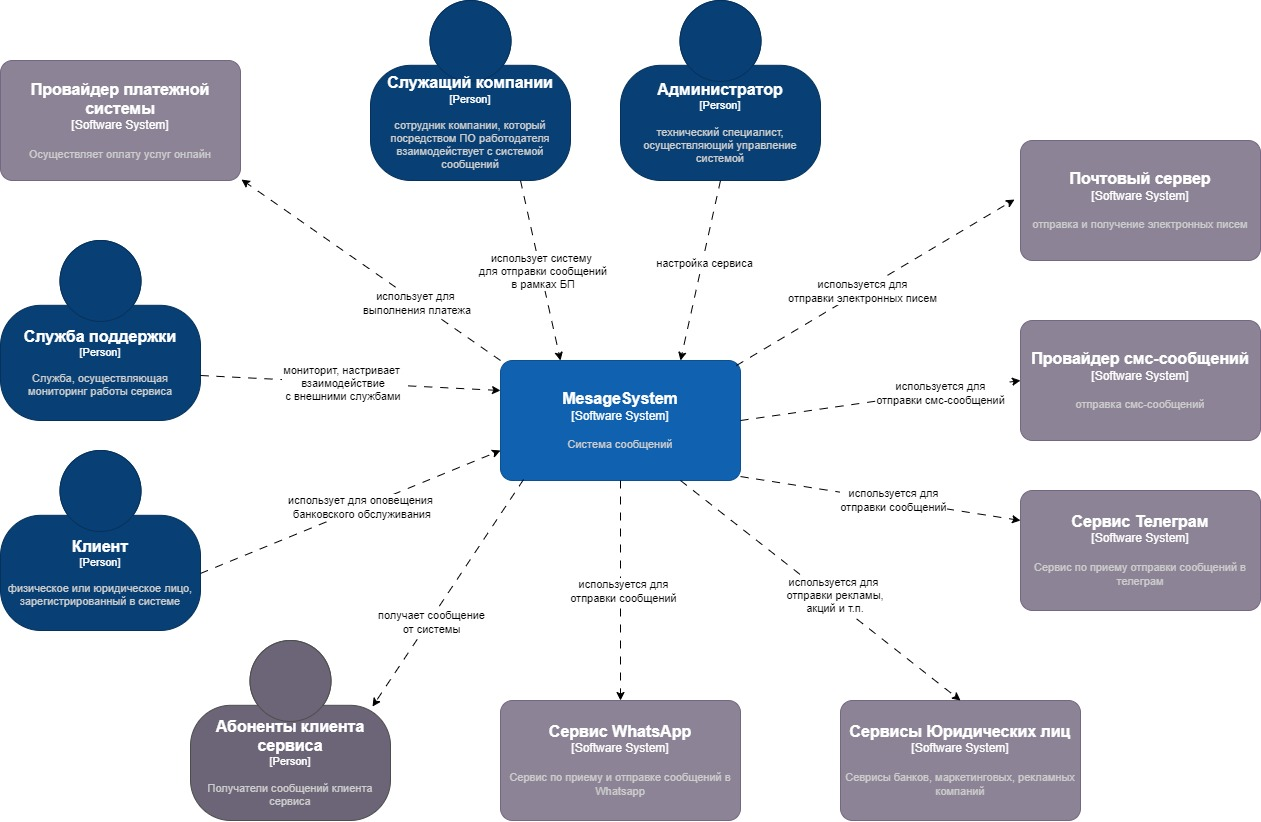 Провайдер платежной
системы
[Software System]
Осуществляет оплату услуг онлайн
Служащий компании
[Person]
сотрудник компании, который
посредством ПО работодателя
взаимодействует с системой
сообщений
Администратор
[Person]
технический специалист,
осуществляющий управление
системой
Почтовый сервер
[Software System]
отправка и получение электронных писем
использует систему
для отправки сообщений
в рамках БП
настройка сервиса
использует для
выполнения платежа
используется для
отправки электронных писем
Служба поддержки
[Person]
Служба, осуществляющая
мониторинг работы сервиса
мониторит, настривает
взаимодействие
с внешними службами
MesageSystem
[Software System]
Система сообщений
используется для
отправки смс-сообщений
Провайдер смс-сообщений
[Software System]
отправка смс-сообщений
Клиент
[Person]
физическое или юридическое лицо,
зарегистрированный в системе
использует для оповещения
банковского обслуживания
используется для
отправки сообщений
Сервис Телеграм
[Software System]
Сервис по приему отправки сообщений в
телеграм
получает сообщение
от системы
используется для
отправки сообщений
используется для
отправки рекламы,
акций и т.п.
Абоненты клиента
сервиса
[Person]
Получатели сообщений клиента
сервиса
Сервис WhatsApp
[Software System]
Сервис по приему и отправке сообщений в
Whatsapp
Сервисы Юридических лиц
[Software System]
Севрисы банков, маркетинговых, рекламных
компаний